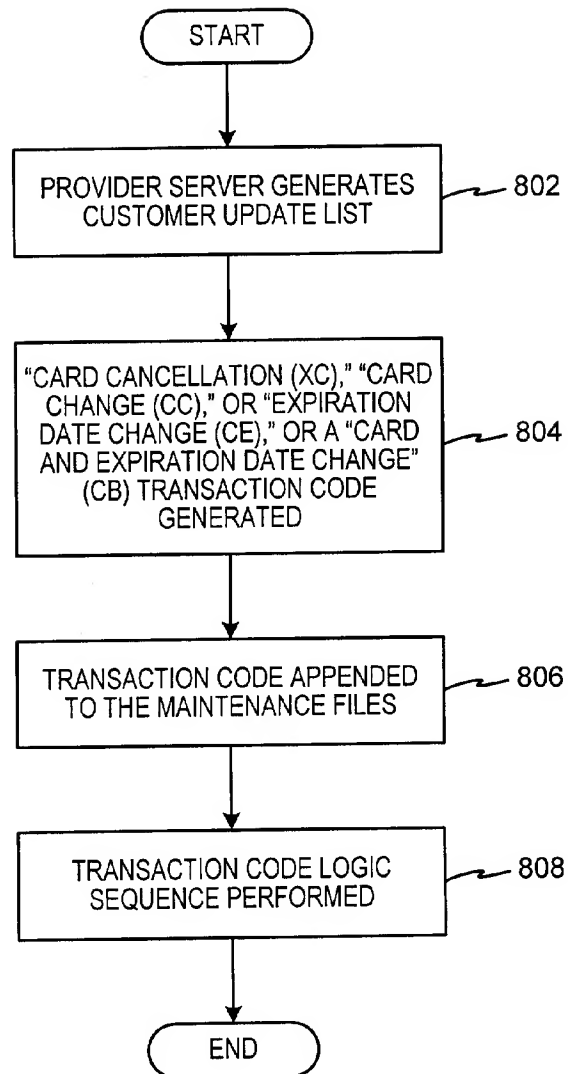 START
PROVIDER SERVER GENERATES
CUSTOMER UPDATE LIST
802
“CARD CANCELLATION (XC),” “CARD
CHANGE (CC),” OR “EXPIRATION
DATE CHANGE (CE),” OR A “CARD
AND EXPIRATION DATE CHANGE”
(CB) TRANSACTION CODE
GENERATED
804
TRANSACTION CODE APPENDED
TO THE MAINTENANCE FILES
806
TRANSACTION CODE LOGIC
SEQUENCE PERFORMED
808
END